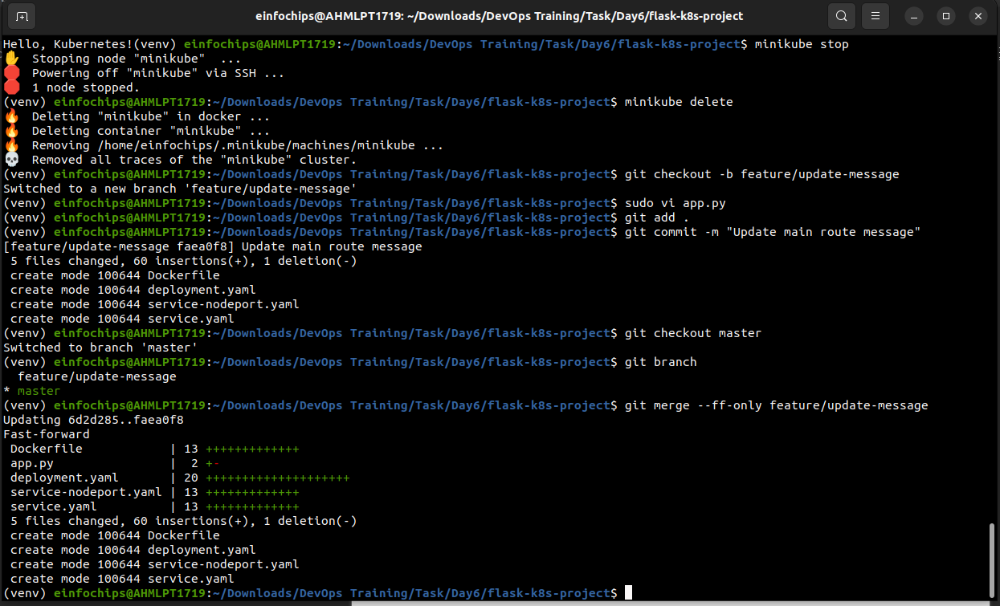 einfochips@AHMLPT1719: ~/Downloads/DevOps Training/Task/Day6/flask-k8s-project
Hello, Kubernetes!(venv) einfochips@AHMLPT1719:~/Downloads/DevOps Training/Task/Day6/flask-k8s-project$ minikube stop
✋  Stopping node "minikube"  ...
🛑  Powering off "minikube" via SSH ...
🛑  1 node stopped.
(venv) einfochips@AHMLPT1719:~/Downloads/DevOps Training/Task/Day6/flask-k8s-project$ minikube delete
🔥  Deleting "minikube" in docker ...
🔥  Deleting container "minikube" ...
🔥  Removing /home/einfochips/.minikube/machines/minikube ...
💀  Removed all traces of the "minikube" cluster.
(venv) einfochips@AHMLPT1719:~/Downloads/DevOps Training/Task/Day6/flask-k8s-project$ git checkout -b feature/update-message
Switched to a new branch 'feature/update-message'
(venv) einfochips@AHMLPT1719:~/Downloads/DevOps Training/Task/Day6/flask-k8s-project$ sudo vi app.py
(venv) einfochips@AHMLPT1719:~/Downloads/DevOps Training/Task/Day6/flask-k8s-project$ git add .
(venv) einfochips@AHMLPT1719:~/Downloads/DevOps Training/Task/Day6/flask-k8s-project$ git commit -m "Update main route message"
[feature/update-message faea0f8] Update main route message
 5 files changed, 60 insertions(+), 1 deletion(-)
 create mode 100644 Dockerfile
 create mode 100644 deployment.yaml
 create mode 100644 service-nodeport.yaml
 create mode 100644 service.yaml
(venv) einfochips@AHMLPT1719:~/Downloads/DevOps Training/Task/Day6/flask-k8s-project$ git checkout master
Switched to branch 'master'
(venv) einfochips@AHMLPT1719:~/Downloads/DevOps Training/Task/Day6/flask-k8s-project$ git branch
  feature/update-message
* master
(venv) einfochips@AHMLPT1719:~/Downloads/DevOps Training/Task/Day6/flask-k8s-project$ git merge --ff-only feature/update-message
Updating 6d2d285..faea0f8
Fast-forward
 Dockerfile            | 13 +++++++++++++
 app.py                |  2 +-
 deployment.yaml       | 20 ++++++++++++++++++++
 service-nodeport.yaml | 13 +++++++++++++
 service.yaml          | 13 +++++++++++++
 5 files changed, 60 insertions(+), 1 deletion(-)
 create mode 100644 Dockerfile
 create mode 100644 deployment.yaml
 create mode 100644 service-nodeport.yaml
 create mode 100644 service.yaml
(venv) einfochips@AHMLPT1719:~/Downloads/DevOps Training/Task/Day6/flask-k8s-project$